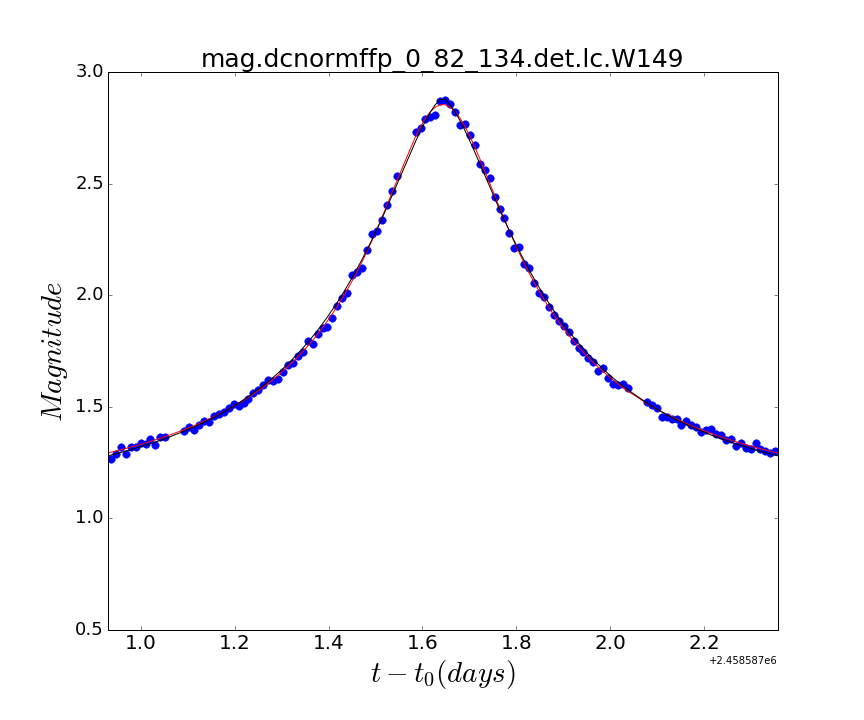 mag.dcnormffp_0_82_134.det.lc.W149
3.0
2.5
2.0
1.5
1.0
0.5
Magnitude
1.0 1.2 1.4 1.6 1.8 2.0 2.2
+2.458587e6
t − t₀(days)